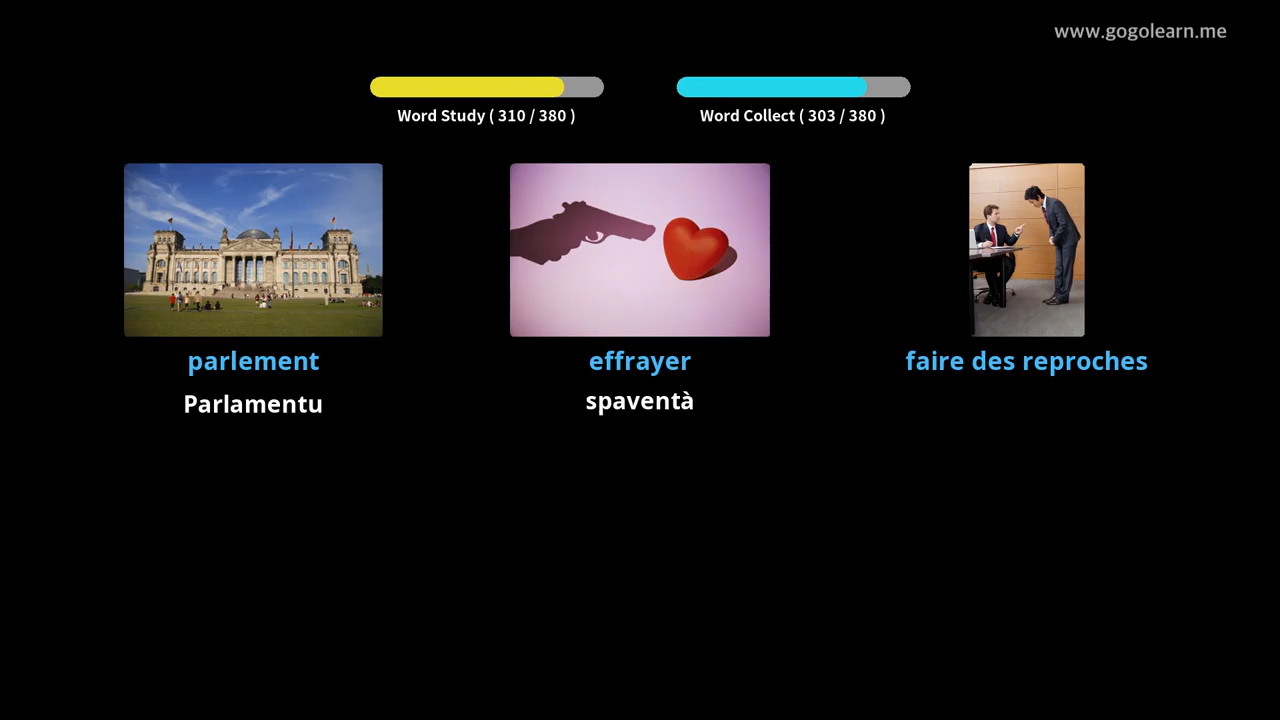 www.gogolearn.me
Word Study ( 310 / 380 )
Word Collect ( 303 / 380 )
parlement
effrayer
faire des reproches
Parlamentu
spaventà